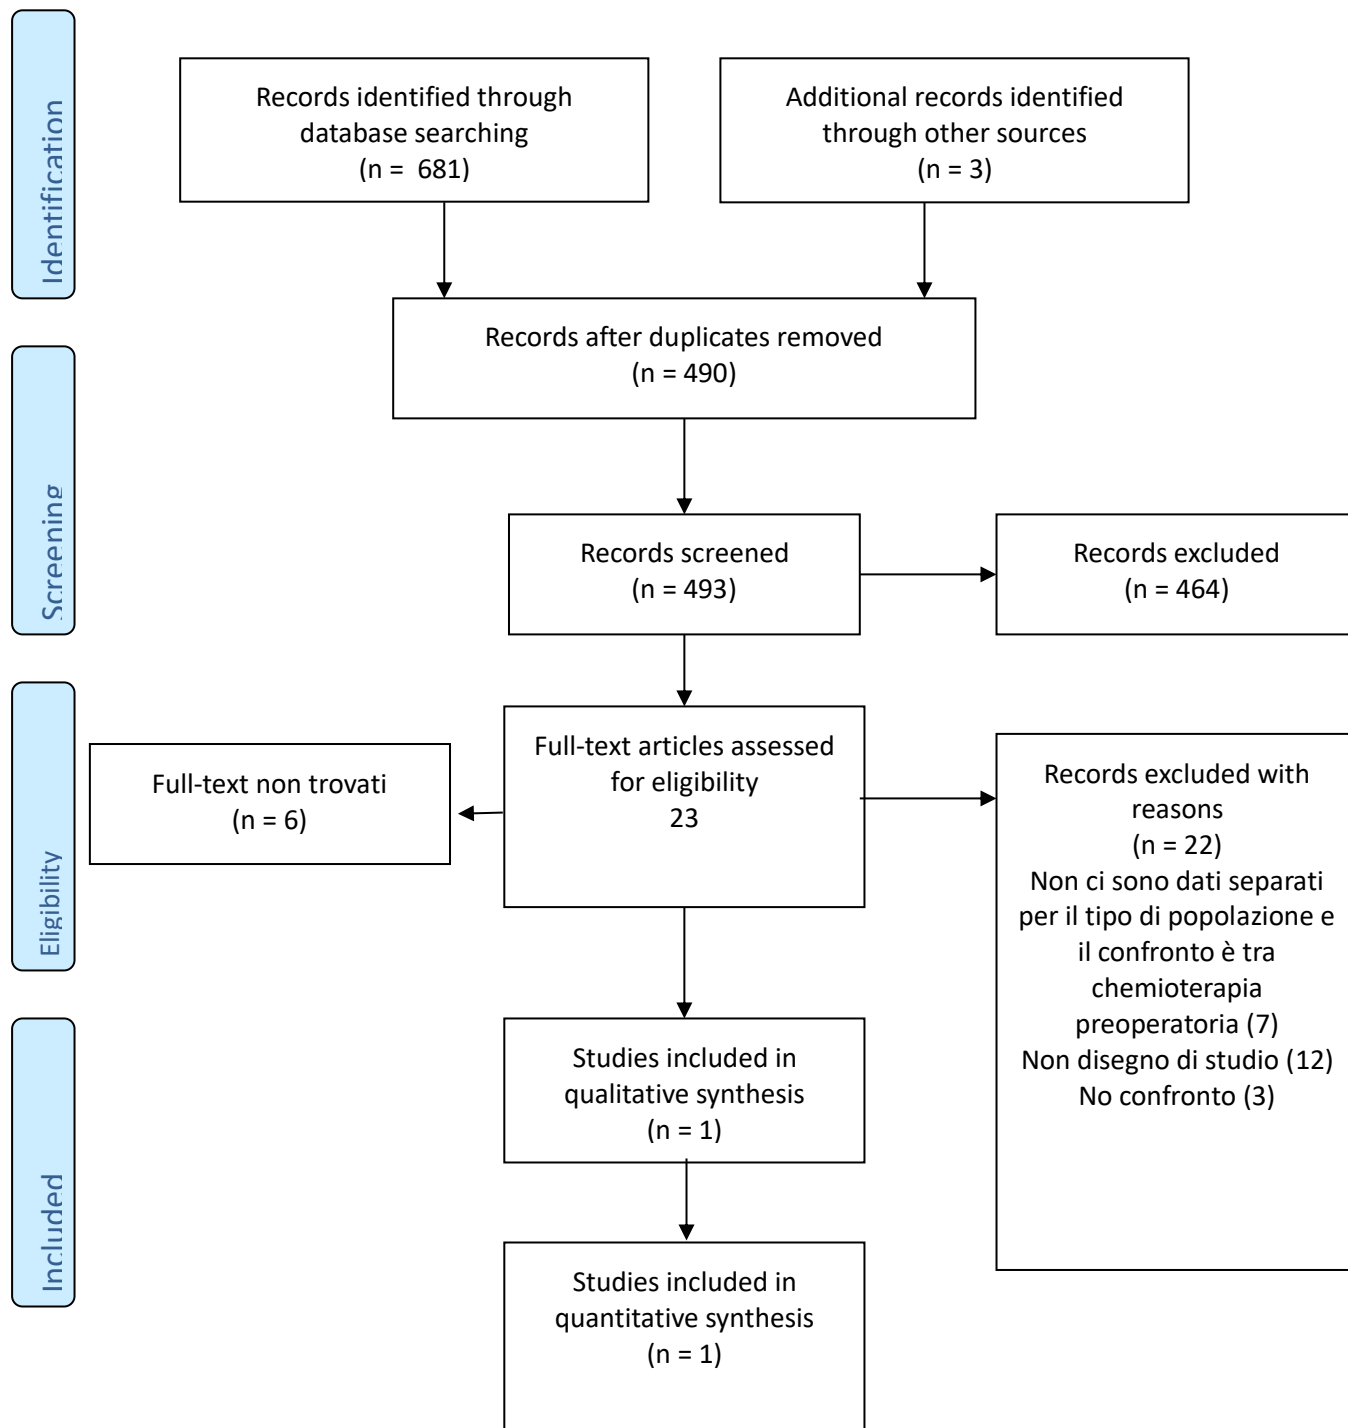 Identification
Records identified through
database searching
(n = 681)
Additional records identified
through other sources
(n = 3)
Records after duplicates removed
(n = 490)
Screening
Records screened
(n = 493)
Records excluded
(n = 464)
Eligibility
Full-text non trovati
(n = 6)
Full-text articles assessed
for eligibility
23
Records excluded with
reasons
(n = 22)
Non ci sono dati separati
per il tipo di popolazione e
il confronto è tra
chemioterapia
preoperatoria (7)
Non disegno di studio (12)
No confronto (3)
Included
Studies included in
qualitative synthesis
(n = 1)
Studies included in
quantitative synthesis
(n = 1)